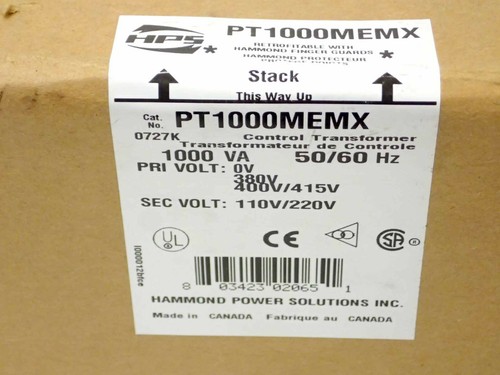 HPS
PT1000MEMX
* RETROFITABLE WITH
HAMMOND FINGER GUARDS *
HAMMOND PROTECTEUR
Stack
This Way Up
Cat. No. PT1000MEMX
0727K Control Transformer
Transformateur de Controle
1000 VA 50/60 Hz
PRI VOLT: 0V
380V
400V/415V
SEC VOLT: 110V/220V
UL CE SA
8 03423 02065 1
HAMMOND POWER SOLUTIONS INC.
Made in CANADA Fabrique au CANADA